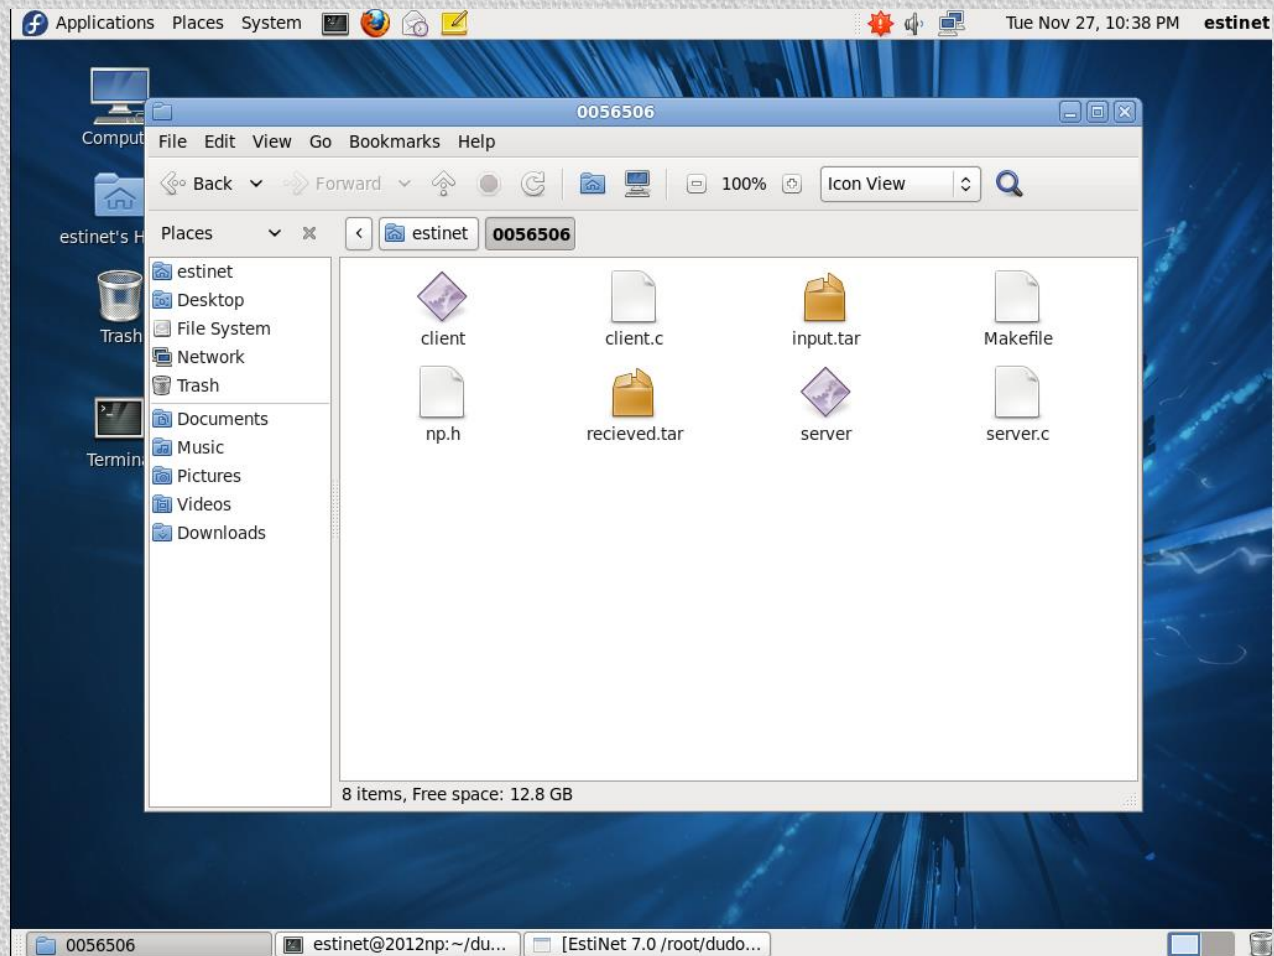 Applications Places System Tue Nov 27, 10:38 PM estinet
Comput
estinet's H
Trash
Termina
0056506
File Edit View Go Bookmarks Help
Back Forward 100% Icon View
Places estinet 0056506
estinet
Desktop
File System
Network
Trash
Documents
Music
Pictures
Videos
Downloads
client client.c input.tar Makefile
np.h recieved.tar server server.c
8 items, Free space: 12.8 GB
0056506 estinet@2012np:~/du... [EstiNet 7.0 /root/dudo...